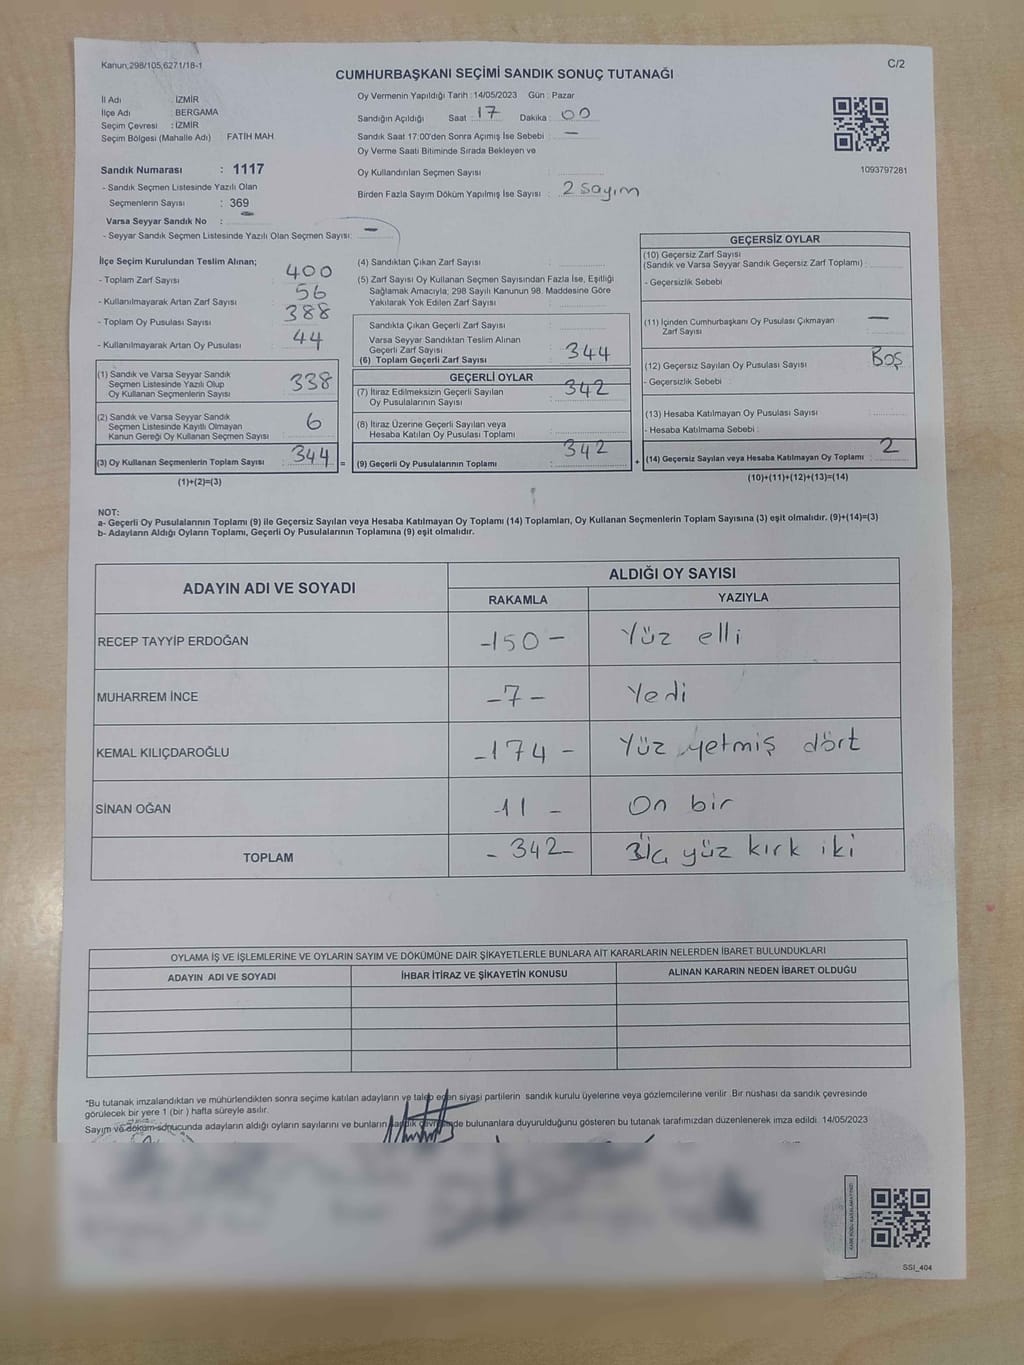 Kanun;298/105,6271/18-1
C/2
CUMHURBAŞKANI SEÇİMİ SANDIK SONUÇ TUTANAĞI
İl Adı : İZMİR
İlçe Adı : BERGAMA
Seçim Çevresi : İZMİR
Seçim Bölgesi (Mahalle Adı) FATİH MAH.
Sandık Numarası : 1117
- Sandık Seçmen Listesinde Yazılı Olan
Seçmenlerin Sayısı : 369
Varsa Seyyar Sandık No :
- Seyyar Sandık Seçmen Listesinde Yazılı Olan Seçmen Sayısı: —
Oy Vermenin Yapıldığı Tarih : 14/05/2023 Gün : Pazar
Sandığın Açıldığı Saat : 17 Dakika : 00
Sandık Saat 17:00'den Sonra Açımış İse Sebebi : —
Oy Verme Saati Bitiminde Sırada Bekleyen ve
Oy Kullandırılan Seçmen Sayısı :
Birden Fazla Sayım Döküm Yapılmış İse Sayısı : 2 Sayım
1093797281
İlçe Seçim Kurulundan Teslim Alınan;
- Toplam Zarf Sayısı : 400
- Kullanılmayarak Artan Zarf Sayısı : 56
- Toplam Oy Pusulası Sayısı : 388
- Kullanılmayarak Artan Oy Pusulası : 44
(1) Sandık ve Varsa Seyyar Sandık
Seçmen Listesinde Yazılı Olup
Oy Kullanan Seçmenlerin Sayısı : 338
(2) Sandık ve Varsa Seyyar Sandık
Seçmen Listesinde Kayıtlı Olmayan
Kanun Gereği Oy Kullanan Seçmen Sayısı : 6
(3) Oy Kullanan Seçmenlerin Toplam Sayısı : 344 =
(1)+(2)=(3)
(4) Sandıktan Çıkan Zarf Sayısı :
(5) Zarf Sayısı Oy Kullanan Seçmen Sayısından Fazla İse, Eşitliği
Sağlamak Amacıyla; 298 Sayılı Kanunun 98. Maddesine Göre
Yakılarak Yok Edilen Zarf Sayısı :
Sandıkta Çıkan Geçerli Zarf Sayısı :
Varsa Seyyar Sandıktan Teslim Alınan
Geçerli Zarf Sayısı :
(6) Toplam Geçerli Zarf Sayısı : 344
GEÇERLİ OYLAR
(7) İtiraz Edilmeksizin Geçerli Sayılan
Oy Pusulalarının Sayısı : 342
(8) İtiraz Üzerine Geçerli Sayılan veya
Hesaba Katılan Oy Pusulası Toplamı :
(9) Geçerli Oy Pusulalarının Toplamı : 342 +
GEÇERSİZ OYLAR
(10) Geçersiz Zarf Sayısı
(Sandık ve Varsa Seyyar Sandık Geçersiz Zarf Toplamı) :
- Geçersizlik Sebebi :
(11) İçinden Cumhurbaşkanı Oy Pusulası Çıkmayan
Zarf Sayısı : —
(12) Geçersiz Sayılan Oy Pusulası Sayısı : Boş
- Geçersizlik Sebebi :
(13) Hesaba Katılmayan Oy Pusulası Sayısı :
- Hesaba Katılmama Sebebi :
(14) Geçersiz Sayılan veya Hesaba Katılmayan Oy Toplamı : 2
(10)+(11)+(12)+(13)=(14)
NOT:
a- Geçerli Oy Pusulalarının Toplamı (9) ile Geçersiz Sayılan veya Hesaba Katılmayan Oy Toplamı (14) Toplamları, Oy Kullanan Seçmenlerin Toplam Sayısına (3) eşit olmalıdır. (9)+(14)=(3)
b- Adayların Aldığı Oyların Toplamı, Geçerli Oy Pusulalarının Toplamına (9) eşit olmalıdır.
ADAYIN ADI VE SOYADI ALDIĞI OY SAYISI
RAKAMLA YAZIYLA
RECEP TAYYİP ERDOĞAN -150- Yüz elli
MUHARREM İNCE -7- Yedi
KEMAL KILIÇDAROĞLU -174- Yüz yetmiş dört
SİNAN OĞAN -11- On bir
TOPLAM -342- yüz kırk iki
OYLAMA İŞ VE İŞLEMLERİNE VE OYLARIN SAYIM VE DÖKÜMÜNE DAİR ŞİKAYETLERLE BUNLARA AİT KARARLARIN NELERDEN İBARET BULUNDUKLARI
ADAYIN ADI VE SOYADI İHBAR İTİRAZ VE ŞİKAYETİN KONUSU ALINAN KARARIN NEDEN İBARET OLDUĞU
*Bu tutanak imzalandıktan ve mühürlendikten sonra seçime katılan adayların ve talep eden siyasi partilerin sandık kurulu üyelerine veya gözlemcilerine verilir. Bir nüshası da sandık çevresinde
görülecek bir yere 1 (bir ) hafta süreyle asılır.
Sayım ve döküm sonucunda adayların aldığı oyların sayılarını ve bunların sandık çevresinde bulunanlara duyurulduğunu gösteren bu tutanak tarafımızdan düzenlenerek imza edildi. 14/05/2023
SSI_404